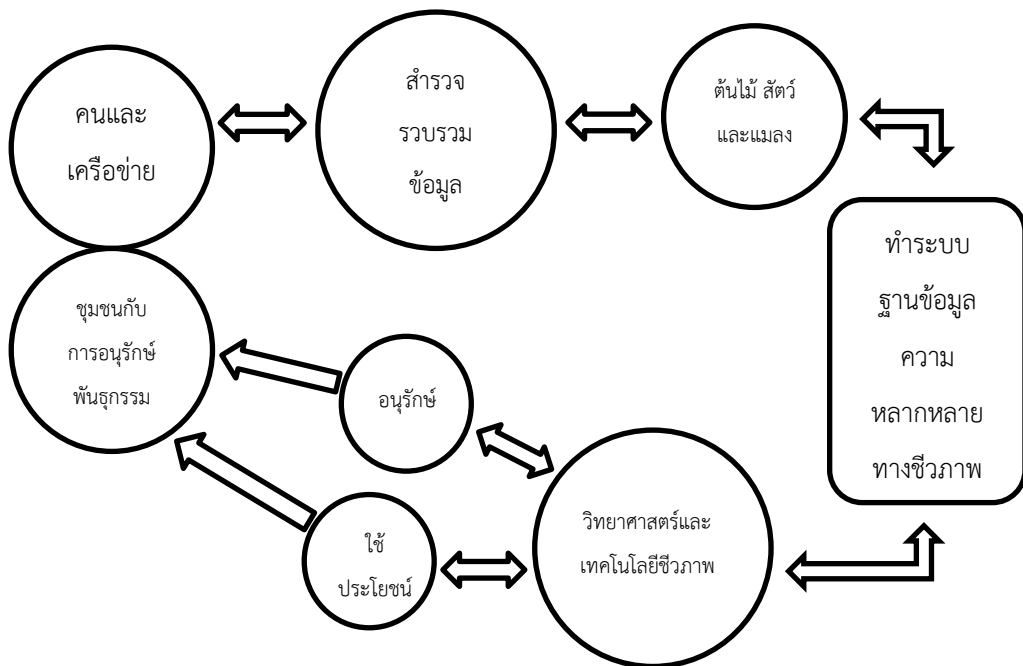 คนและ
เครือข่าย
สำรวจ
รวบรวม
ข้อมูล
ต้นไม้ สัตว์
และแมลง
ทำระบบ
ฐานข้อมูล
ความ
หลากหลาย
ทางชีวภาพ
ชุมชนกับ
การอนุรักษ์
พันธุกรรม
อนุรักษ์
ใช้
ประโยชน์
วิทยาศาสตร์และ
เทคโนโลยีชีวภาพ